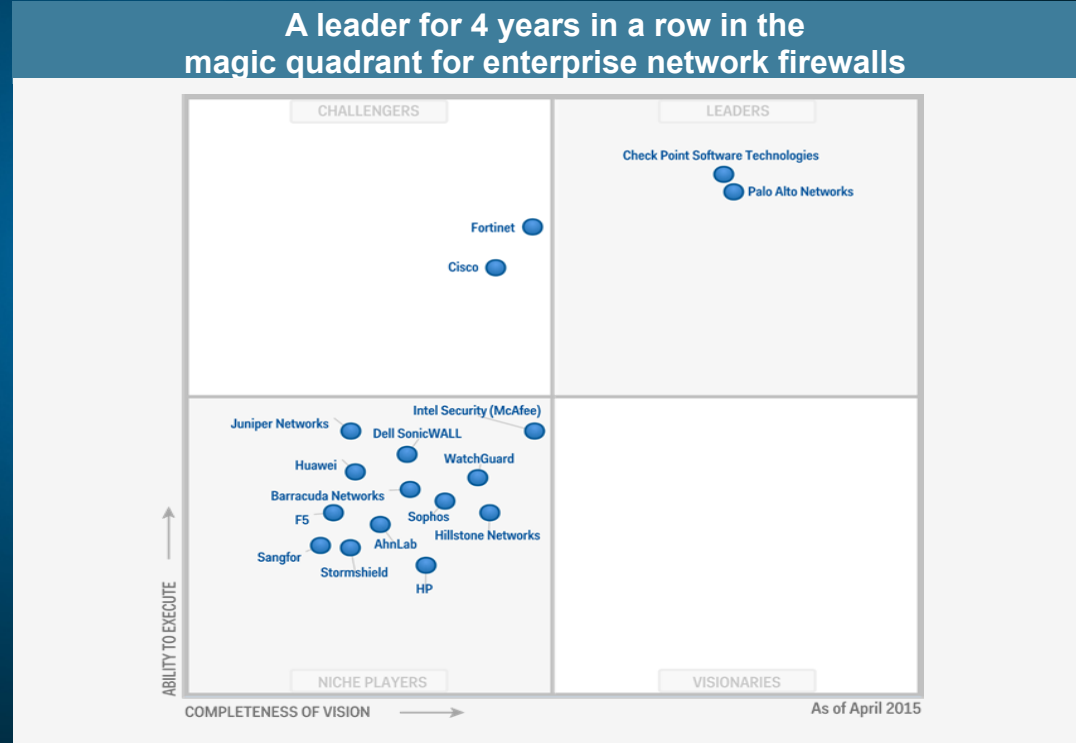 A leader for 4 years in a row in the
magic quadrant for enterprise network firewalls
CHALLENGERS
LEADERS
Check Point Software Technologies
Palo Alto Networks
Fortinet
Cisco
Intel Security (McAfee)
Juniper Networks
Dell SonicWALL
WatchGuard
Huawei
Barracuda Networks
Sophos
F5
Hillstone Networks
AhnLab
Sangfor
Stormshield
HP
ABILITY TO EXECUTE
NICHE PLAYERS
VISIONARIES
COMPLETENESS OF VISION
As of April 2015